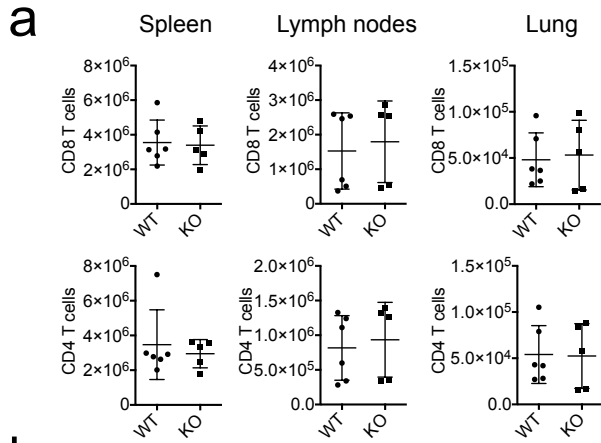 a
Spleen Lymph nodes Lung
CD8 T cells
8×10⁶
6×10⁶
4×10⁶
2×10⁶
0
WT KO
CD8 T cells
4×10⁶
3×10⁶
2×10⁶
1×10⁶
0
WT KO
CD8 T cells
1.5×10⁵
1.0×10⁵
5.0×10⁴
0.0
WT KO
CD4 T cells
8×10⁶
6×10⁶
4×10⁶
2×10⁶
0
WT KO
CD4 T cells
2.0×10⁶
1.5×10⁶
1.0×10⁶
5.0×10⁵
0.0
WT KO
CD4 T cells
1.5×10⁵
1.0×10⁵
5.0×10⁴
0.0
WT KO